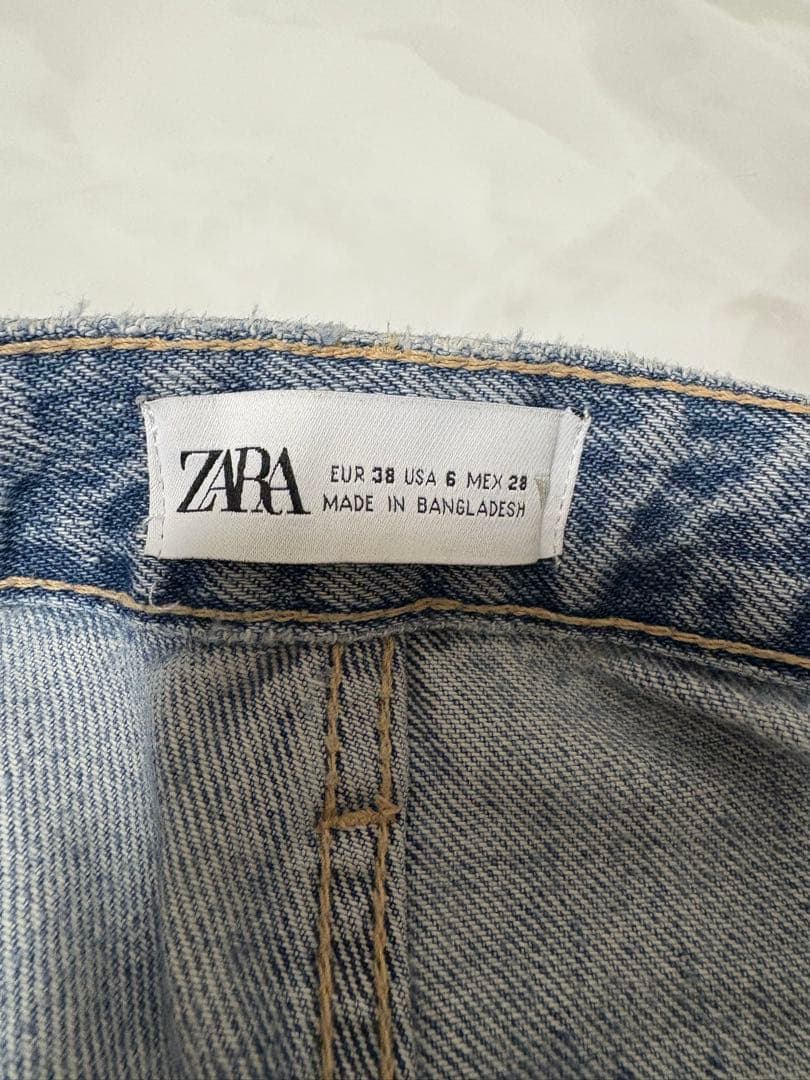 ZARA
EUR 38 USA 6 MEX 28
MADE IN BANGLADESH